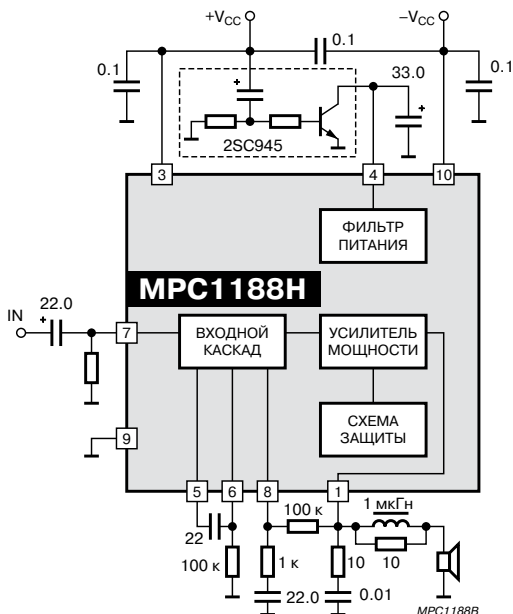 +VCC
–VCC
0.1
0.1
0.1
33.0
+
+
2SC945
3
4
10
ФИЛЬТР
ПИТАНИЯ
MPC1188H
IN
22.0
+
7
ВХОДНОЙ
КАСКАД
УСИЛИТЕЛЬ
МОЩНОСТИ
СХЕМА
ЗАЩИТЫ
9
5
6
8
1
22
100 к
100 к
1 мкГн
1 к
10
10
22.0
0.01
MPC1188B